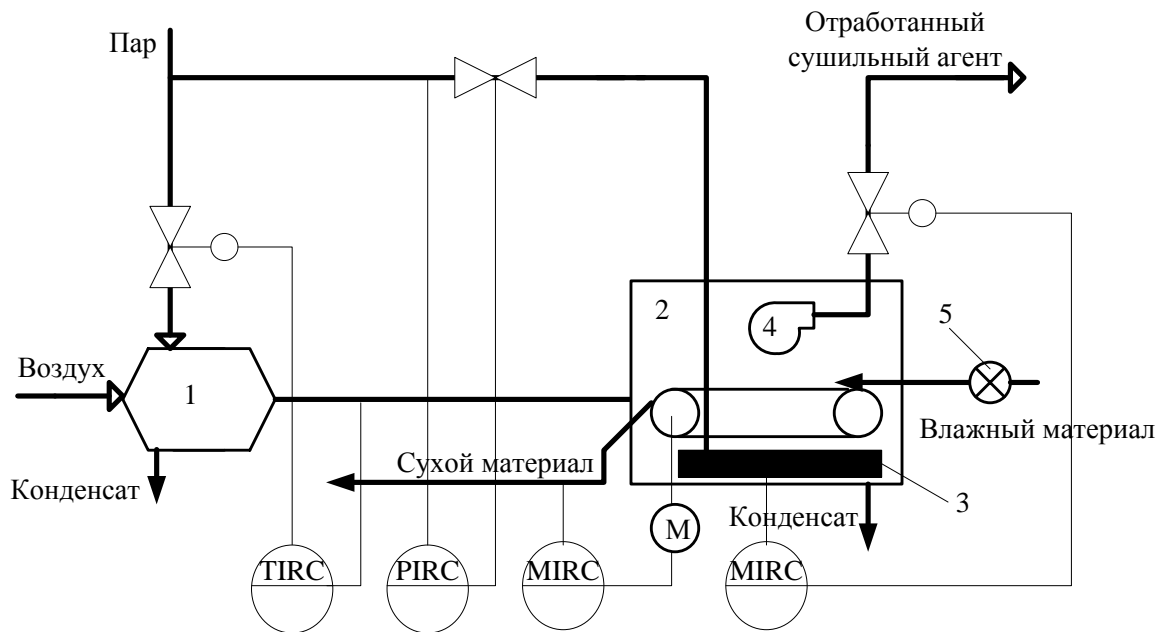 Отработанный
сушильный агент
Пар
2
4
5
Воздух
1
Влажный материал
Сухой материал
Конденсат
3
М
Конденсат
TIRC
PIRC
MIRC
MIRC